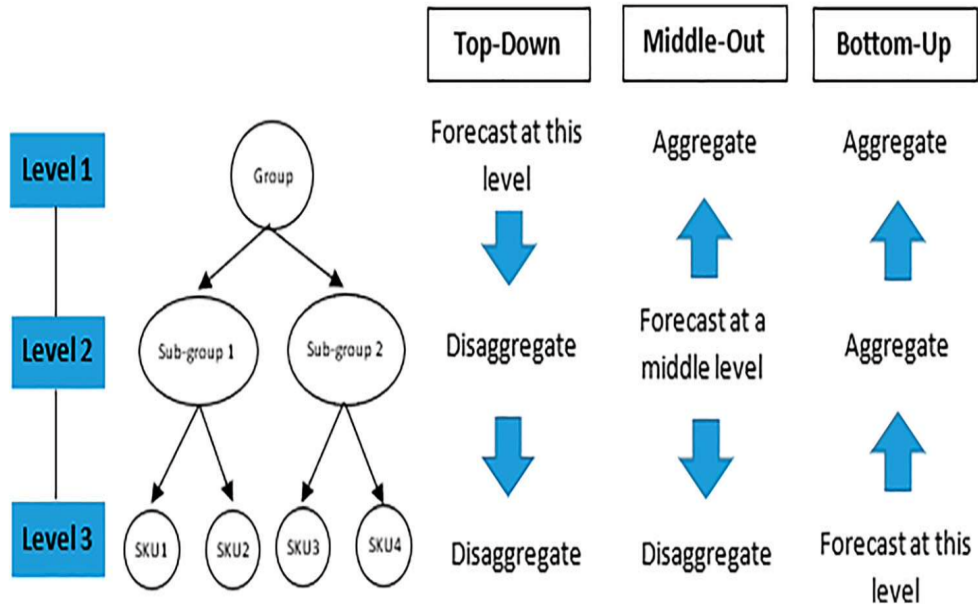 Top-Down
Middle-Out
Bottom-Up
Level 1
Group
Forecast at this
level
Aggregate
Aggregate
Level 2
Sub-group 1
Sub-group 2
Disaggregate
Forecast at a
middle level
Aggregate
Level 3
SKU1
SKU2
SKU3
SKU4
Disaggregate
Disaggregate
Forecast at this
level